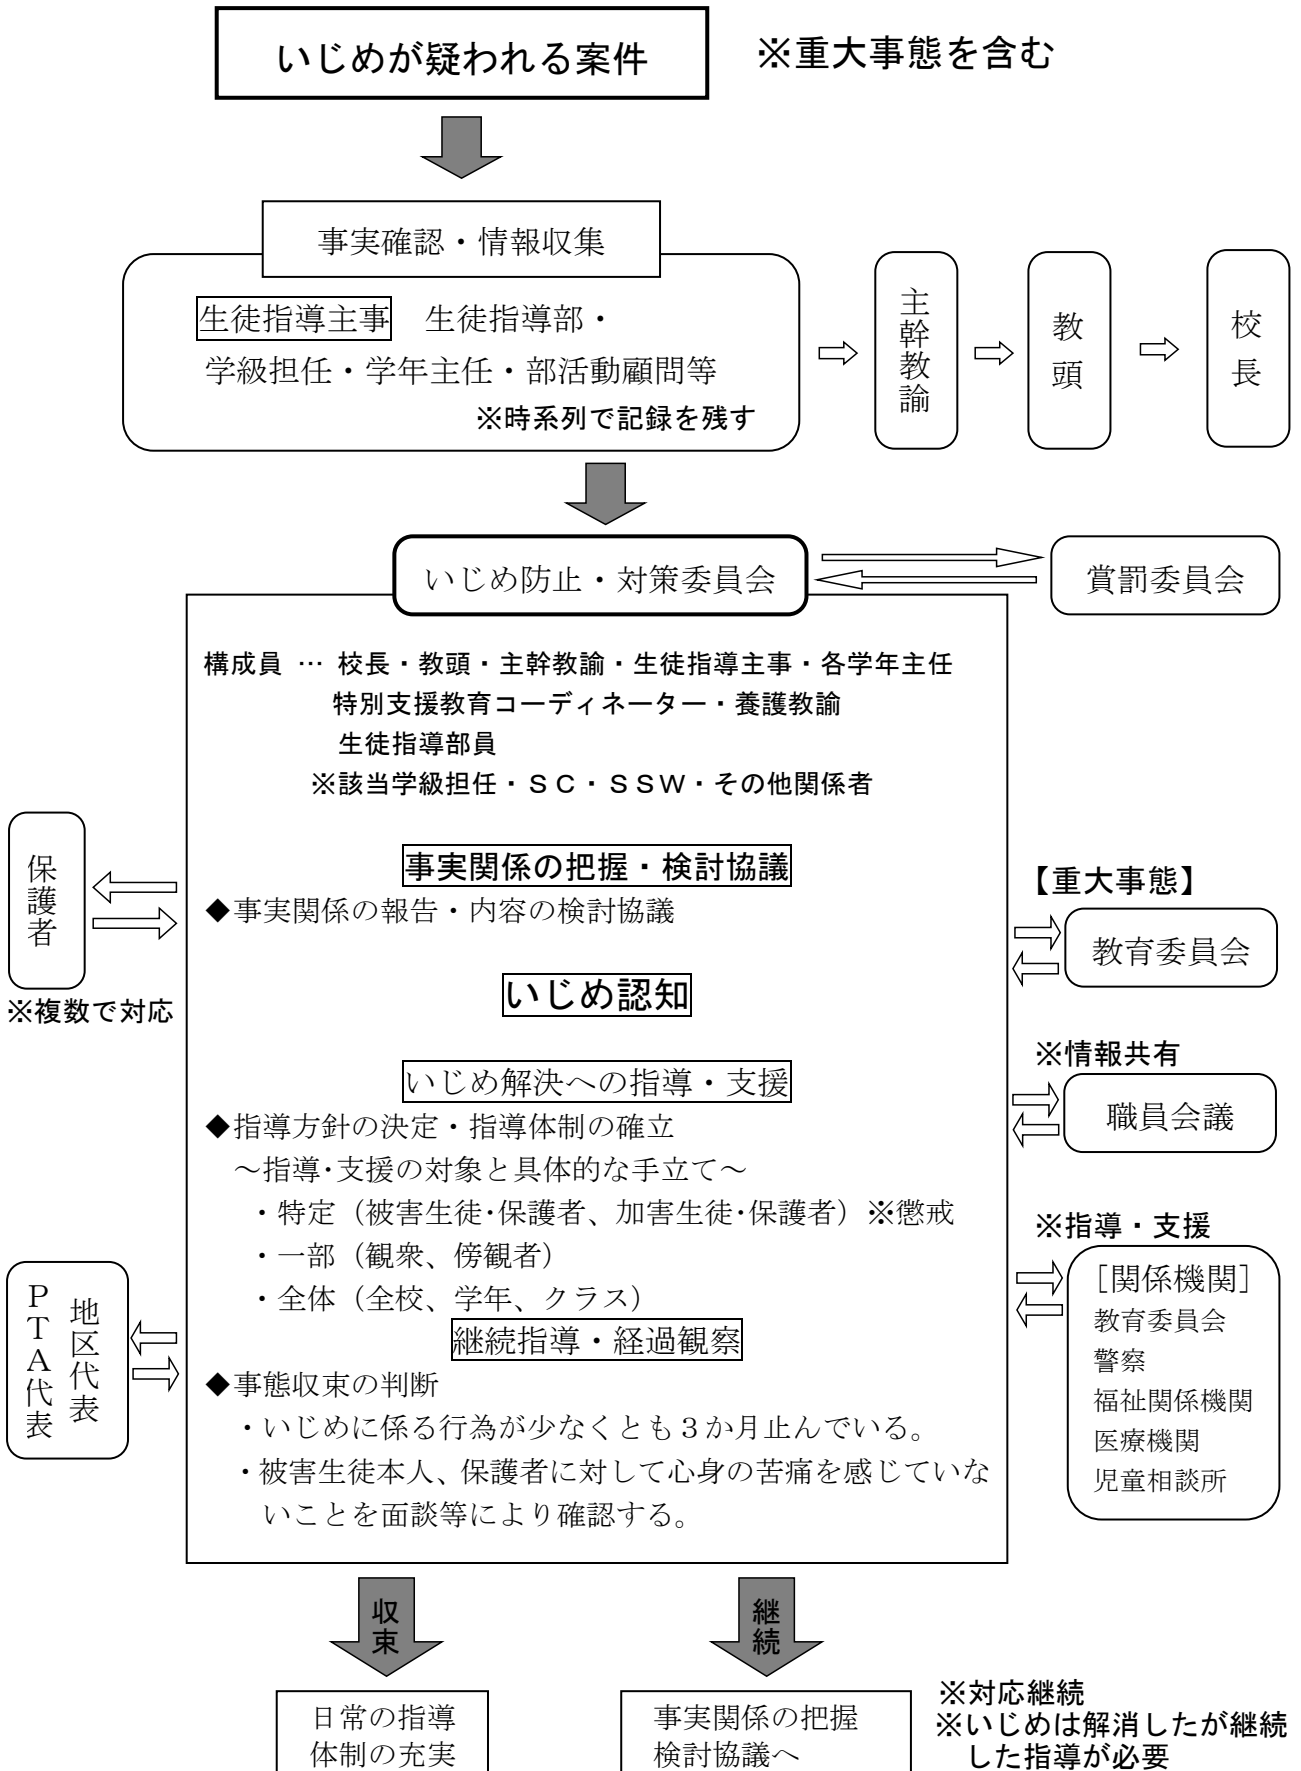 いじめが疑われる案件
※重大事態を含む
事実確認・情報収集
生徒指導主事　生徒指導部・
学級担任・学年主任・部活動顧問等
※時系列で記録を残す
主幹教諭
教頭
校長
いじめ防止・対策委員会
賞罰委員会
構成員 … 校長・教頭・主幹教諭・生徒指導主事・各学年主任
特別支援教育コーディネーター・養護教諭
生徒指導部員
※該当学級担任・ＳＣ・ＳＳＷ・その他関係者
保護者
※複数で対応
事実関係の把握・検討協議
◆事実関係の報告・内容の検討協議
いじめ認知
【重大事態】
教育委員会
※情報共有
職員会議
いじめ解決への指導・支援
◆指導方針の決定・指導体制の確立
～指導･支援の対象と具体的な手立て～
・特定（被害生徒･保護者、加害生徒･保護者）※懲戒
・一部（観衆、傍観者）
・全体（全校、学年、クラス）
※指導・支援
［関係機関］
教育委員会
警察
福祉関係機関
医療機関
児童相談所
地区代表
ＰＴＡ代表
継続指導・経過観察
◆事態収束の判断
・いじめに係る行為が少なくとも３か月止んでいる。
・被害生徒本人、保護者に対して心身の苦痛を感じていな
いことを面談等により確認する。
収束
継続
日常の指導
体制の充実
事実関係の把握
検討協議へ
※対応継続
※いじめは解消したが継続
した指導が必要